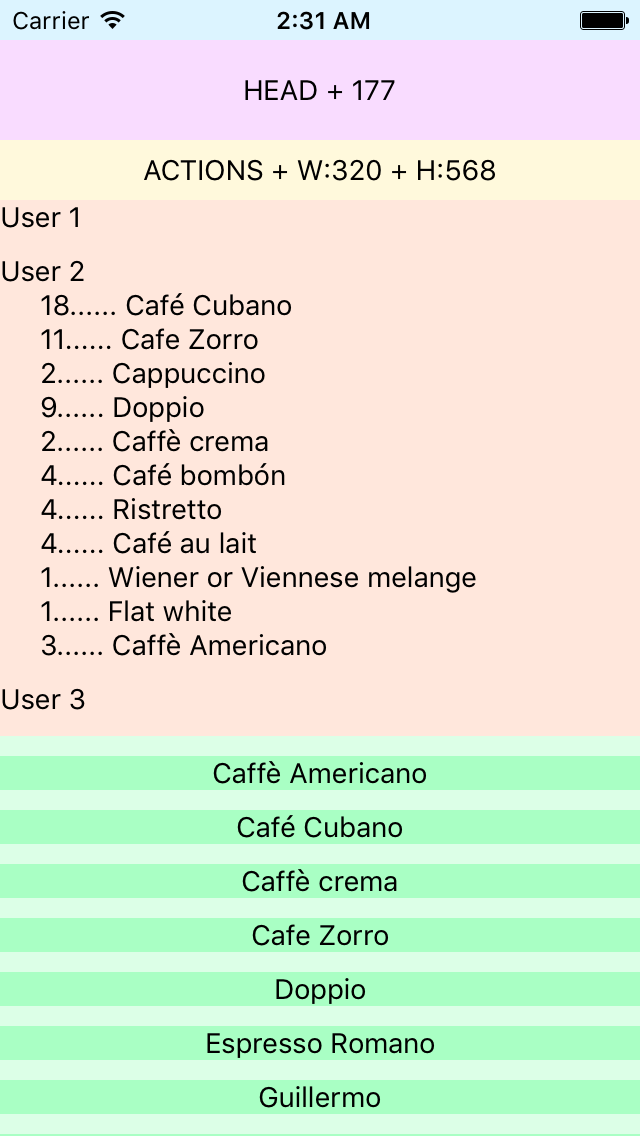 Carrier 2:31 AM
HEAD + 177
ACTIONS + W:320 + H:568
User 1
User 2
18...... Café Cubano
11...... Cafe Zorro
2...... Cappuccino
9...... Doppio
2...... Caffè crema
4...... Café bombón
4...... Ristretto
4...... Café au lait
1...... Wiener or Viennese melange
1...... Flat white
3...... Caffè Americano
User 3
Caffè Americano
Café Cubano
Caffè crema
Cafe Zorro
Doppio
Espresso Romano
Guillermo